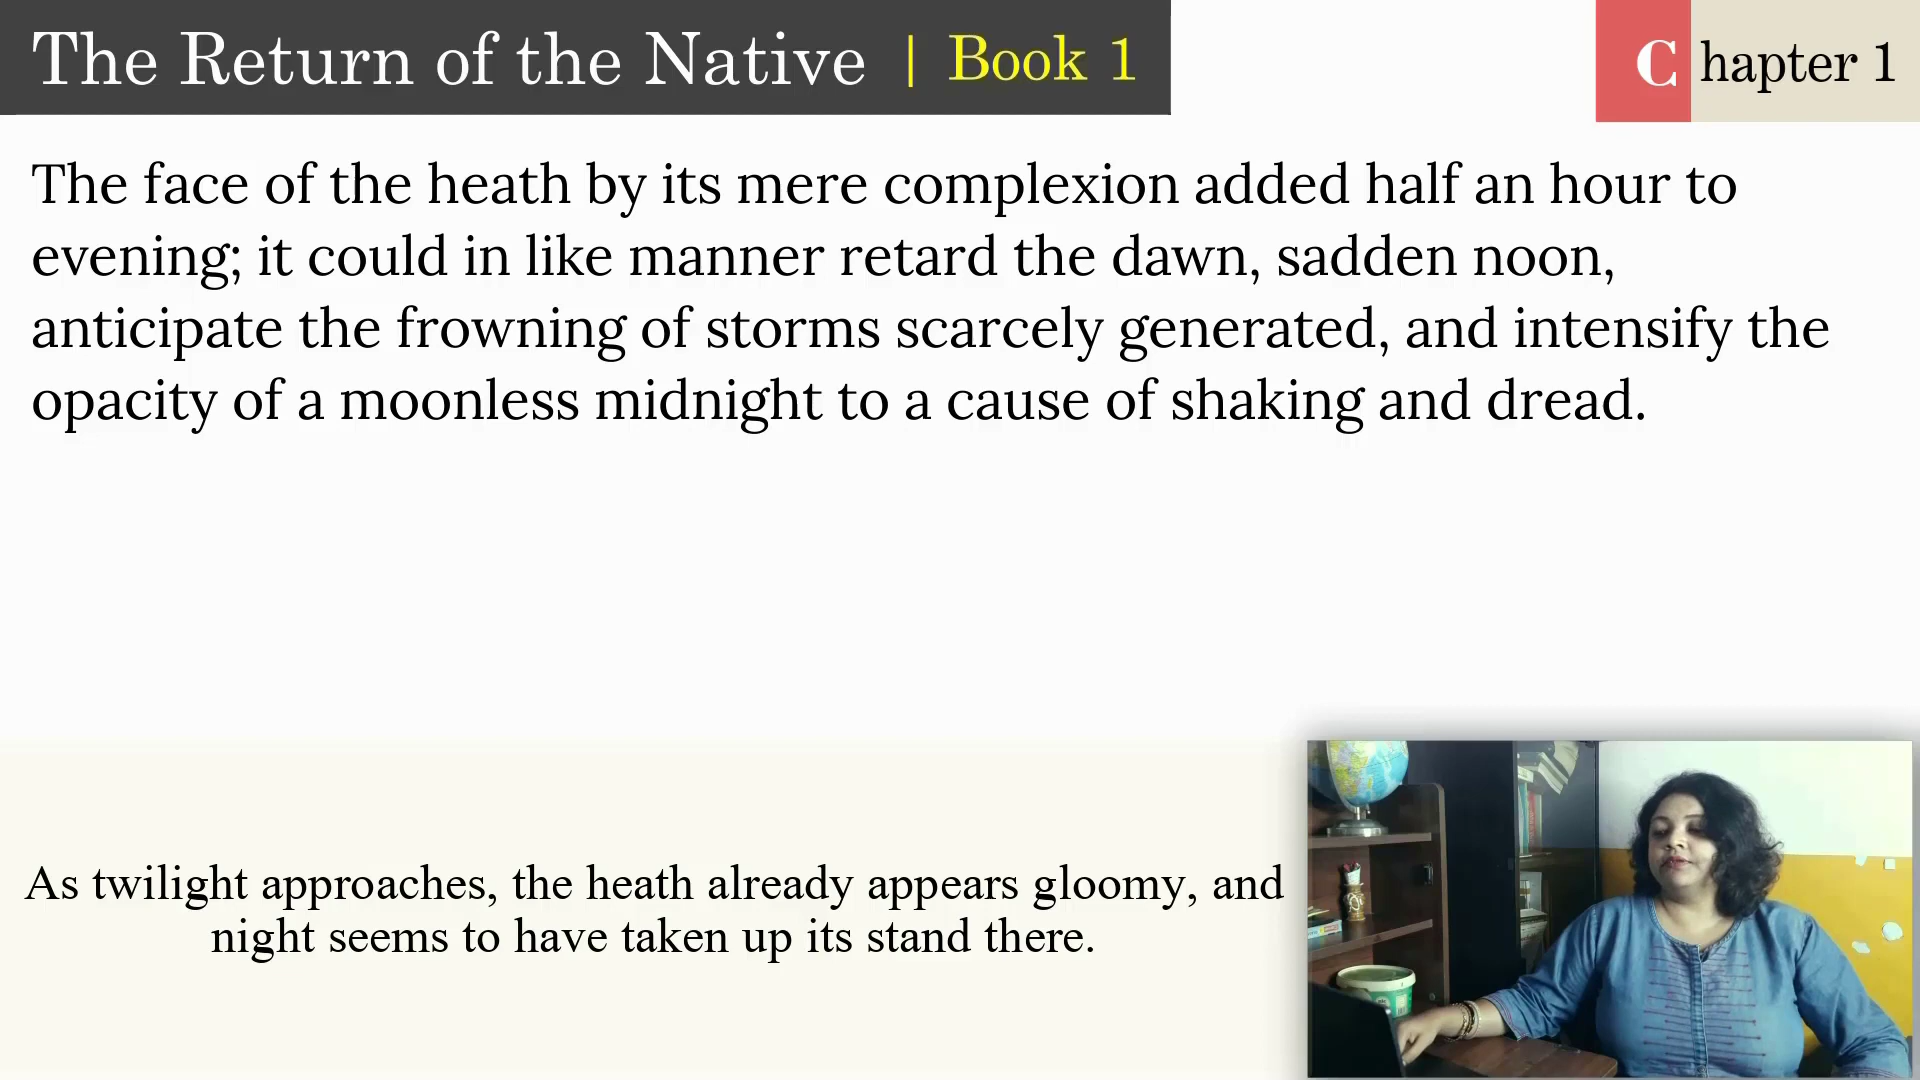 The Return of the Native | Book 1
Chapter 1
The face of the heath by its mere complexion added half an hour to
evening; it could in like manner retard the dawn, sadden noon,
anticipate the frowning of storms scarcely generated, and intensify the
opacity of a moonless midnight to a cause of shaking and dread.
As twilight approaches, the heath already appears gloomy, and
night seems to have taken up its stand there.